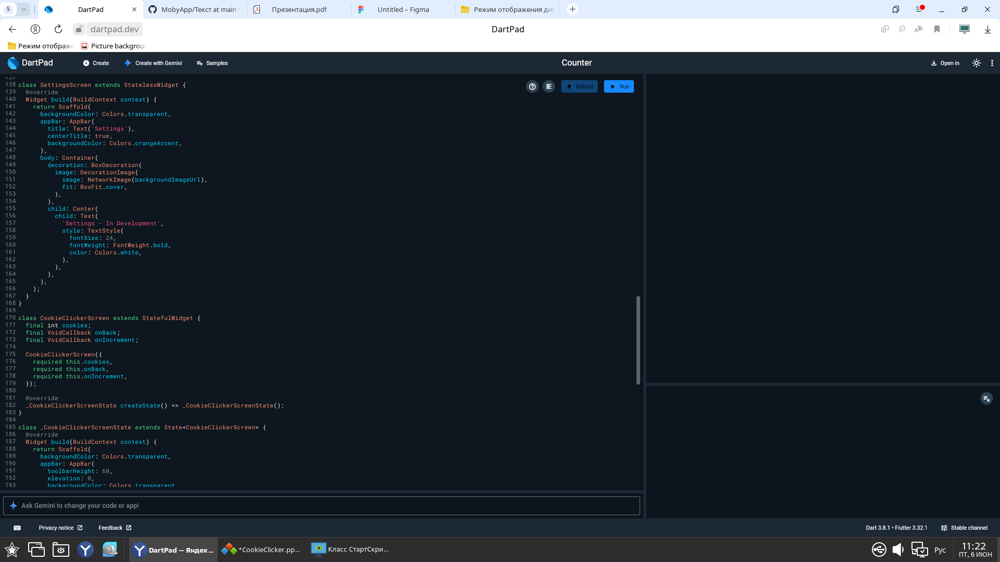 5
DartPad
MobyApp/Текст at main
Презентация.pdf
Untitled – Figma
Режим отображения ди
dartpad.dev
DartPad
Режим отображе
Picture backgroun
DartPad
Create
Create with Gemini
Samples
Counter
Open in
Reload
Run
137
138 class SettingsScreen extends StatelessWidget {
139   @override
140   Widget build(BuildContext context) {
141     return Scaffold(
142       backgroundColor: Colors.transparent,
143       appBar: AppBar(
144         title: Text('Settings'),
145         centerTitle: true,
146         backgroundColor: Colors.orangeAccent,
147       ),
148       body: Container(
149         decoration: BoxDecoration(
150           image: DecorationImage(
151             image: NetworkImage(backgroundImageUrl),
152             fit: BoxFit.cover,
153           ),
154         ),
155         child: Center(
156           child: Text(
157             'Settings - In Development',
158             style: TextStyle(
159               fontSize: 24,
160               fontWeight: FontWeight.bold,
161               color: Colors.white,
162             ),
163           ),
164         ),
165       ),
166     );
167   }
168 }
169
170 class CookieClickerScreen extends StatefulWidget {
171   final int cookies;
172   final VoidCallback onBack;
173   final VoidCallback onIncrement;
174
175   CookieClickerScreen({
176     required this.cookies,
177     required this.onBack,
178     required this.onIncrement,
179   });
180
181   @override
182   _CookieClickerScreenState createState() => _CookieClickerScreenState();
183 }
184
185 class _CookieClickerScreenState extends State<CookieClickerScreen> {
186   @override
187   Widget build(BuildContext context) {
188     return Scaffold(
189       backgroundColor: Colors.transparent,
190       appBar: AppBar(
191         toolbarHeight: 60,
192         elevation: 0,
193         backgroundColor: Colors.transparent,
Ask Gemini to change your code or app!
Privacy notice
Feedback
Dart 3.8.1 • Flutter 3.32.1
Stable channel
DartPad — Яндек...
*CookieClicker.pp...
Класс СтартСкри...
Рус
11:22
ПТ, 6 ИЮН